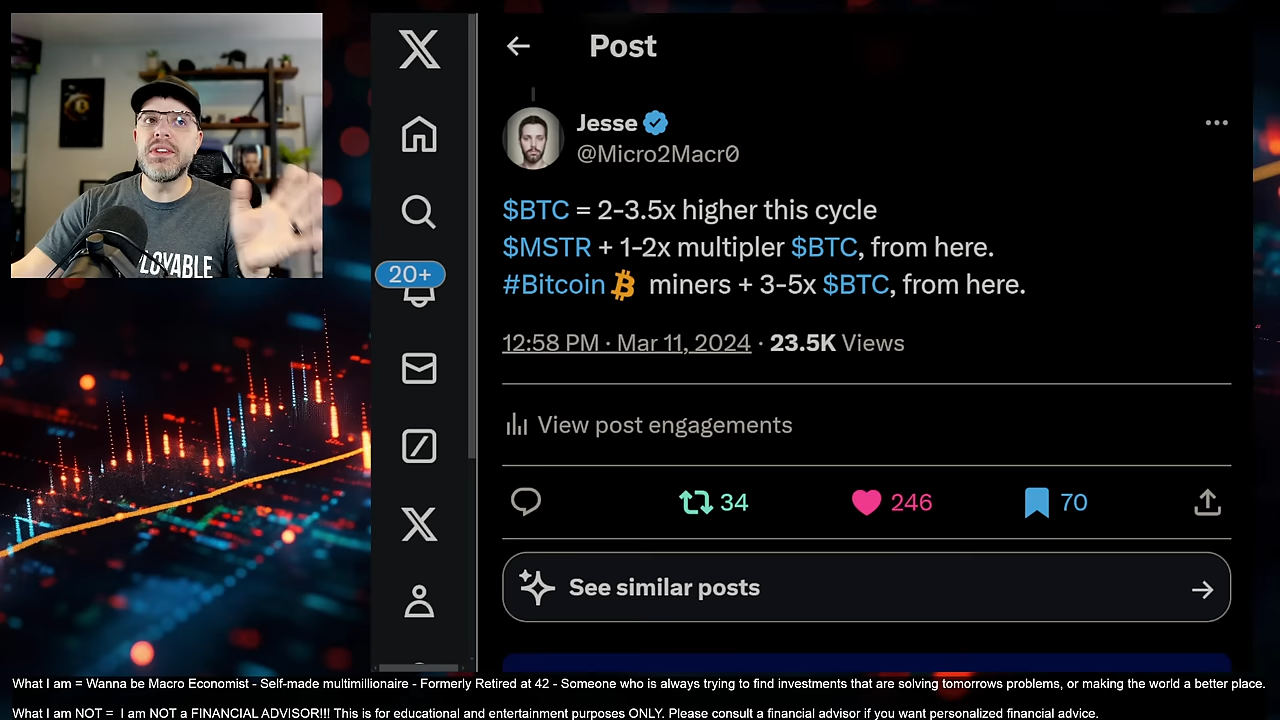 LOVABLE
Post
Jesse
@Micro2Macr0
$BTC = 2-3.5x higher this cycle
$MSTR + 1-2x multipler $BTC, from here.
#Bitcoin miners + 3-5x $BTC, from here.
20+
12:58 PM · Mar 11, 2024 · 23.5K Views
View post engagements
34 246 70
See similar posts
What I am = Wanna be Macro Economist - Self-made multimillionaire - Formerly Retired at 42 - Someone who is always trying to find investments that are solving tomorrows problems, or making the world a better place.
What I am NOT = I am NOT a FINANCIAL ADVISOR!!! This is for educational and entertainment purposes ONLY. Please consult a financial advisor if you want personalized financial advice.